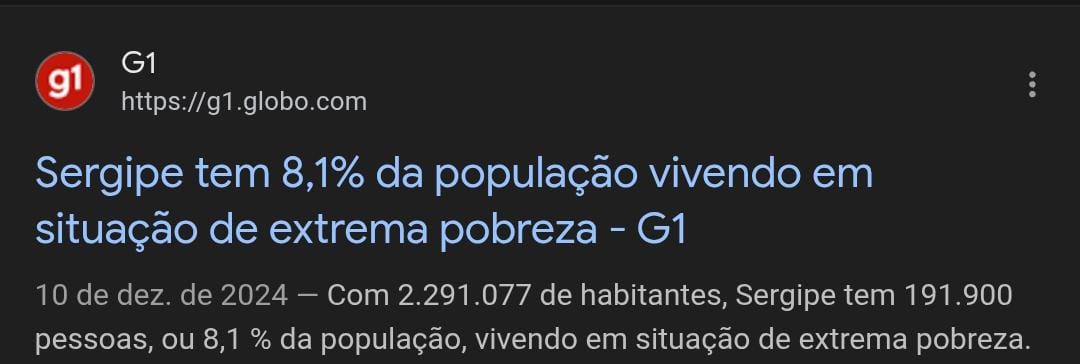 g1
G1
https://g1.globo.com
Sergipe tem 8,1% da população vivendo em
situação de extrema pobreza - G1
10 de dez. de 2024 — Com 2.291.077 de habitantes, Sergipe tem 191.900
pessoas, ou 8,1 % da população, vivendo em situação de extrema pobreza.